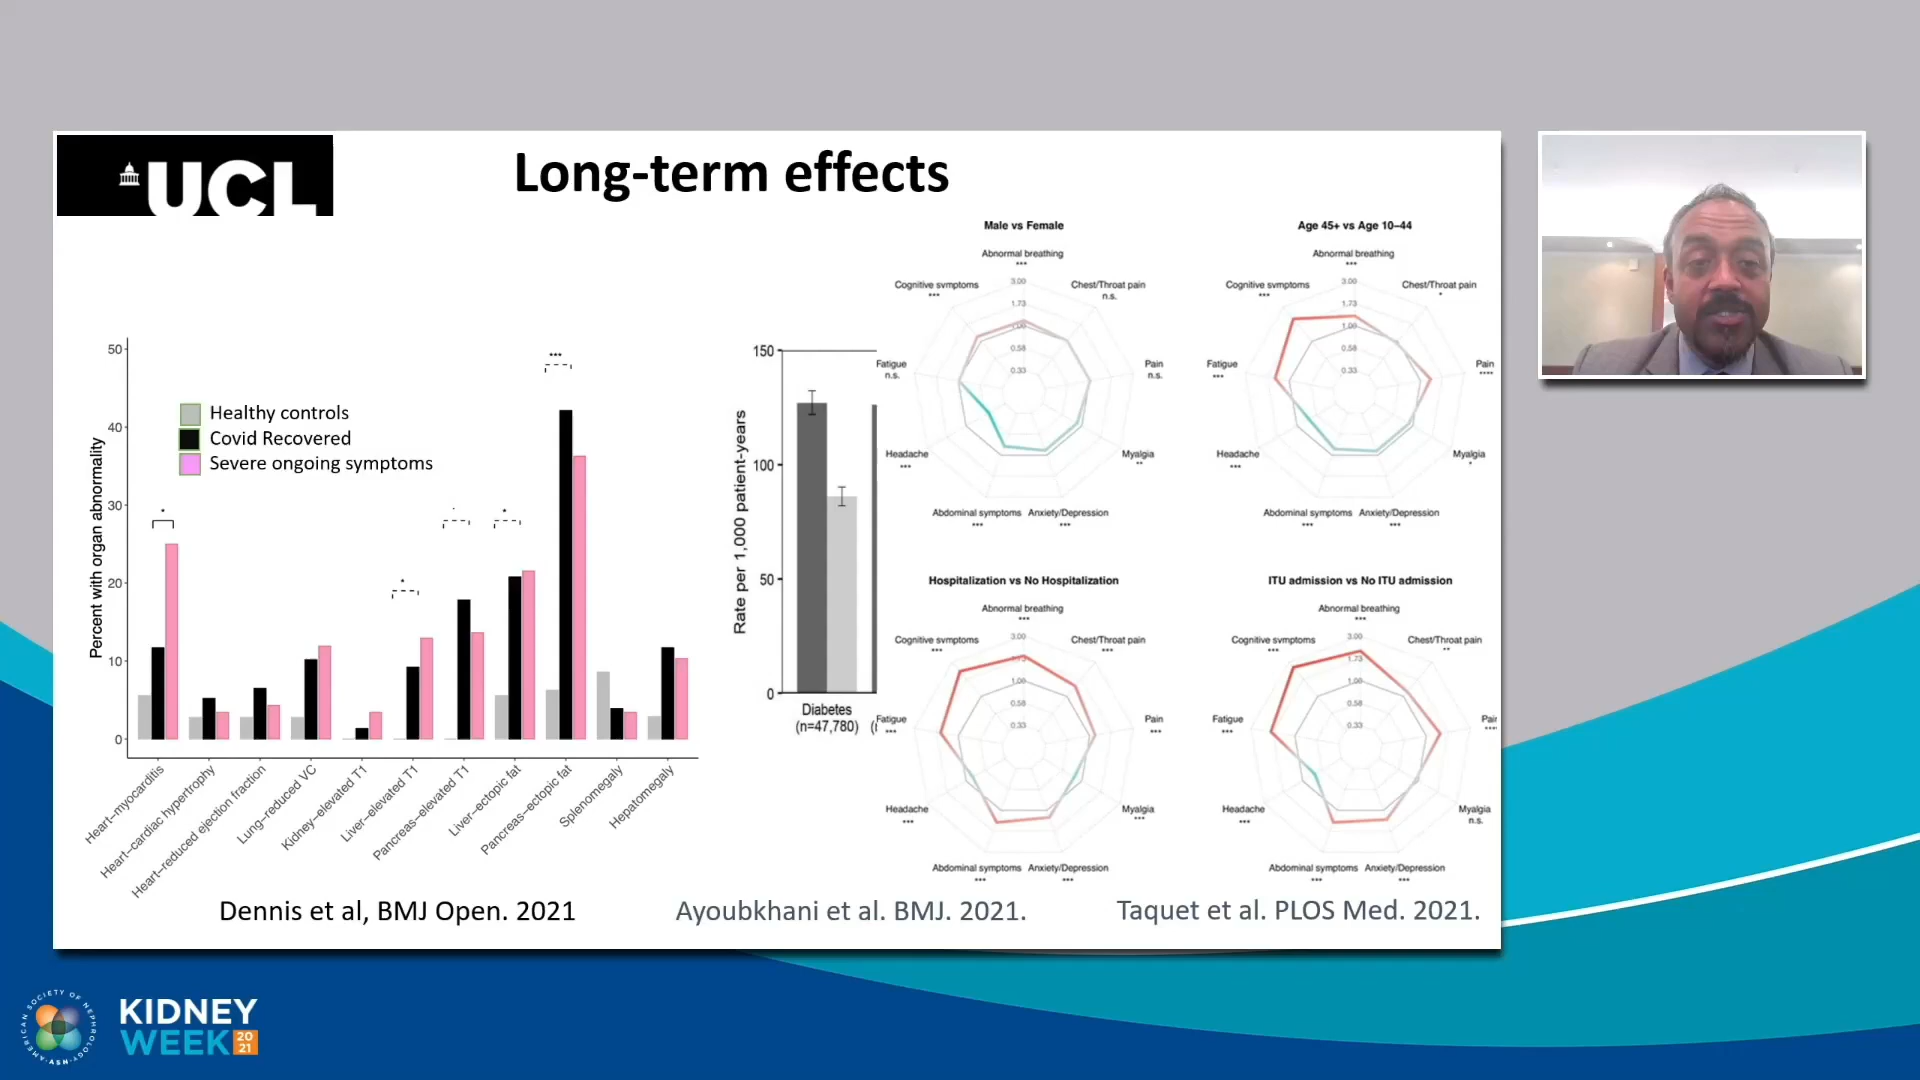 UCL
Long-term effects
50
40
30
20
10
0
Percent with organ abnormality
Healthy controls
Covid Recovered
Severe ongoing symptoms
*
*
*
***
Heart–myocarditis
Heart–cardiac hypertrophy
Heart–reduced ejection fraction
Lung–reduced VC
Kidney–elevated T1
Liver–elevated T1
Pancreas–elevated T1
Liver–ectopic fat
Pancreas–ectopic fat
Splenomegaly
Hepatomegaly
Dennis et al, BMJ Open. 2021
150
100
50
0
Rate per 1,000 patient-years
Diabetes
(n=47,780)
Ayoubkhani et al. BMJ. 2021.
Male vs Female
Abnormal breathing
***
Cognitive symptoms
***
Chest/Throat pain
n.s.
3.00
1.73
1.00
0.58
0.33
Fatigue
n.s.
Pain
n.s.
Headache
***
Myalgia
**
Abdominal symptoms
***
Anxiety/Depression
***
Age 45+ vs Age 10–44
Abnormal breathing
***
Cognitive symptoms
***
Chest/Throat pain
*
3.00
1.73
1.00
0.58
0.33
Fatigue
***
Pain
****
Headache
***
Myalgia
*
Abdominal symptoms
***
Anxiety/Depression
***
Hospitalization vs No Hospitalization
Abnormal breathing
***
Cognitive symptoms
***
Chest/Throat pain
***
3.00
1.73
1.00
0.58
0.33
Fatigue
***
Pain
***
Headache
***
Myalgia
***
Abdominal symptoms
***
Anxiety/Depression
***
ITU admission vs No ITU admission
Abnormal breathing
***
Cognitive symptoms
***
Chest/Throat pain
**
3.00
1.73
1.00
0.58
0.33
Fatigue
***
Pain
Headache
***
Myalgia
n.s.
Abdominal symptoms
***
Anxiety/Depression
***
Taquet et al. PLOS Med. 2021.
AMERICAN SOCIETY OF NEPHROLOGY
ASN
KIDNEY
WEEK 20
21